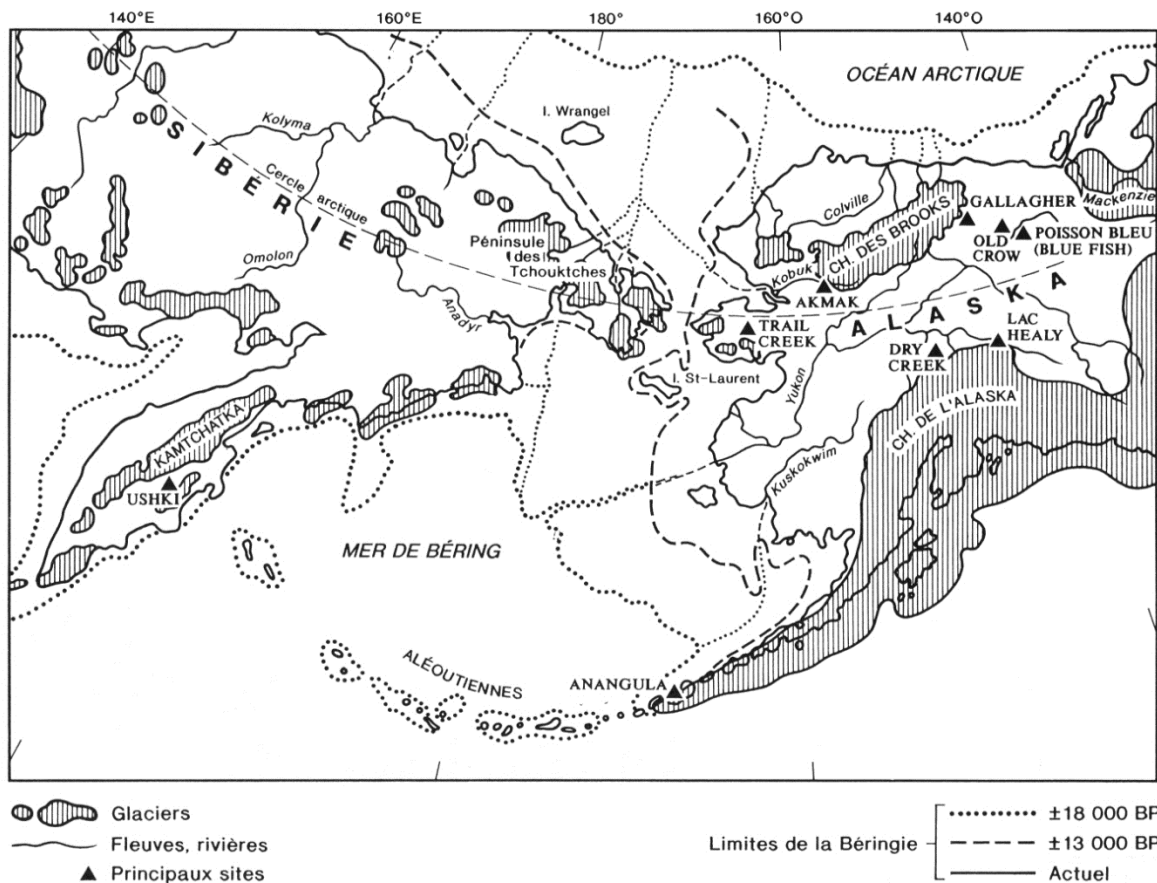 140°E
160°E
180°
160°O
140°O
OCÉAN ARCTIQUE
I. Wrangel
Kolyma
SIBÉRIE
Cercle arctique
Colville
Mackenzie
CH. DES BROOKS
GALLAGHER
OLD
CROW
POISSON BLEU
(BLUE FISH)
Péninsule
des
Tchouktches
Omolon
Anadyr
Kobuk
AKMAK
ALASKA
TRAIL
CREEK
LAC
HEALY
DRY
CREEK
I. St-Laurent
Yukon
CH. DE L'ALASKA
KAMTCHATKA
USHKI
Kuskokwim
MER DE BÉRING
ALÉOUTIENNES
ANANGULA
Glaciers
Fleuves, rivières
Principaux sites
Limites de la Béringie
±18 000 BP
±13 000 BP
Actuel